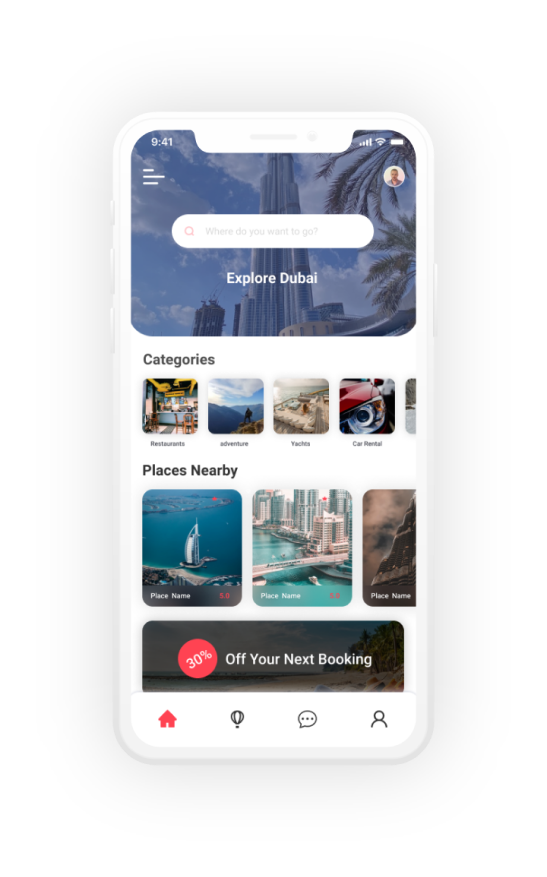 9:41
Where do you want to go?
Explore Dubai
Categories
Restaurants adventure Yachts Car Rental
Places Nearby
Place Name 5.0 Place Name 5.0 Place Name
30% Off Your Next Booking